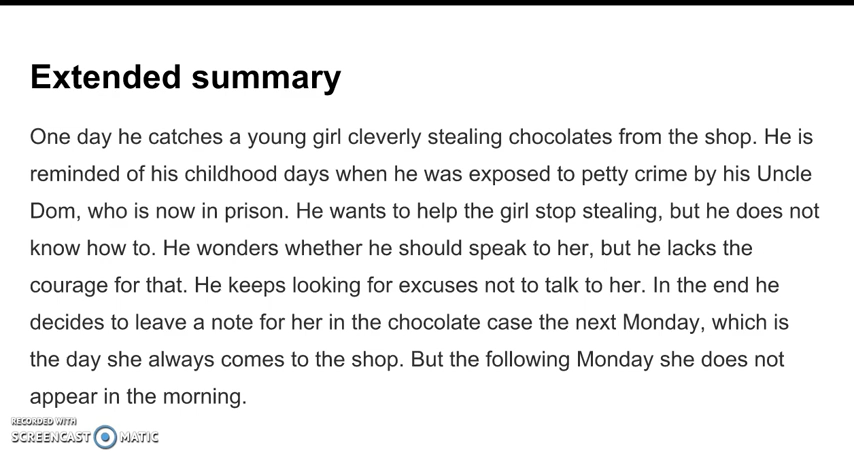 Extended summary
One day he catches a young girl cleverly stealing chocolates from the shop. He is
reminded of his childhood days when he was exposed to petty crime by his Uncle
Dom, who is now in prison. He wants to help the girl stop stealing, but he does not
know how to. He wonders whether he should speak to her, but he lacks the
courage for that. He keeps looking for excuses not to talk to her. In the end he
decides to leave a note for her in the chocolate case the next Monday, which is
the day she always comes to the shop. But the following Monday she does not
appear in the morning.
RECORDED WITH
SCREENCAST MATIC